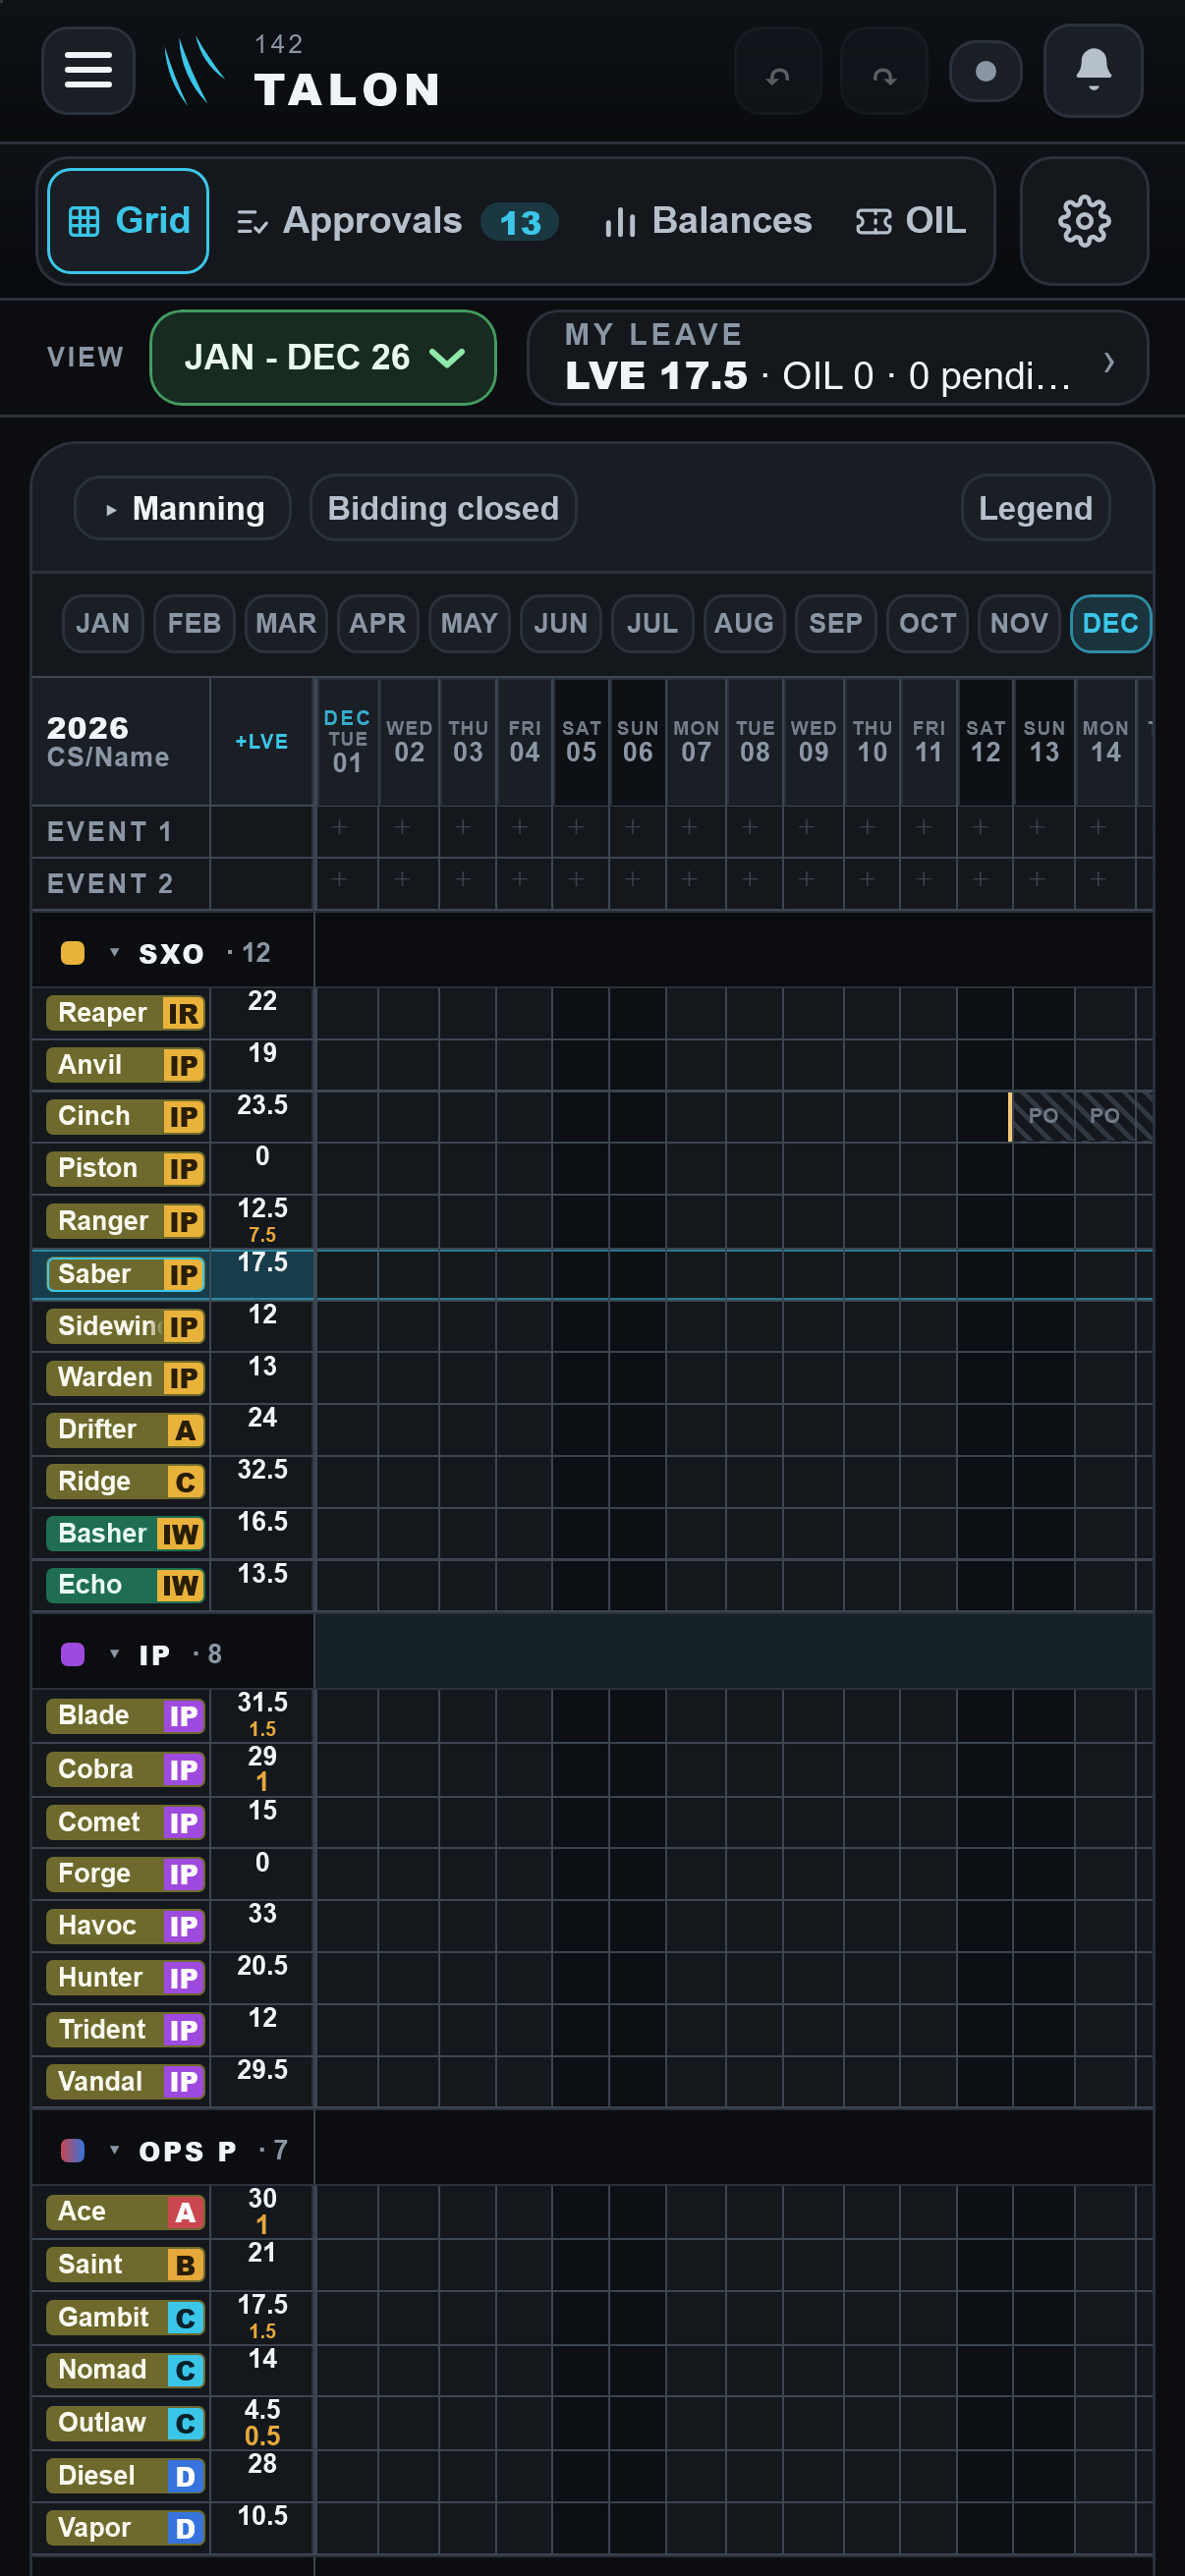 142
TALON
Grid Approvals 13 Balances OIL
VIEW JAN - DEC 26
MY LEAVE
LVE 17.5 · OIL 0 · 0 pendi...
Manning Bidding closed Legend
JAN FEB MAR APR MAY JUN JUL AUG SEP OCT NOV DEC
2026
CS/Name
+LVE
DEC TUE 01
WED 02
THU 03
FRI 04
SAT 05
SUN 06
MON 07
TUE 08
WED 09
THU 10
FRI 11
SAT 12
SUN 13
MON 14
EVENT 1 + + + + + + + + + + + + + +
EVENT 2 + + + + + + + + + + + + + +
SXO · 12
Reaper IR 22
Anvil IP 19
Cinch IP 23.5 PO PO
Piston IP 0
Ranger IP 12.5
7.5
Saber IP 17.5
Sidewin IP 12
Warden IP 13
Drifter A 24
Ridge C 32.5
Basher IW 16.5
Echo IW 13.5
IP · 8
Blade IP 31.5
1.5
Cobra IP 29
1
Comet IP 15
Forge IP 0
Havoc IP 33
Hunter IP 20.5
Trident IP 12
Vandal IP 29.5
OPS P · 7
Ace A 30
1
Saint B 21
Gambit C 17.5
1.5
Nomad C 14
Outlaw C 4.5
0.5
Diesel D 28
Vapor D 10.5